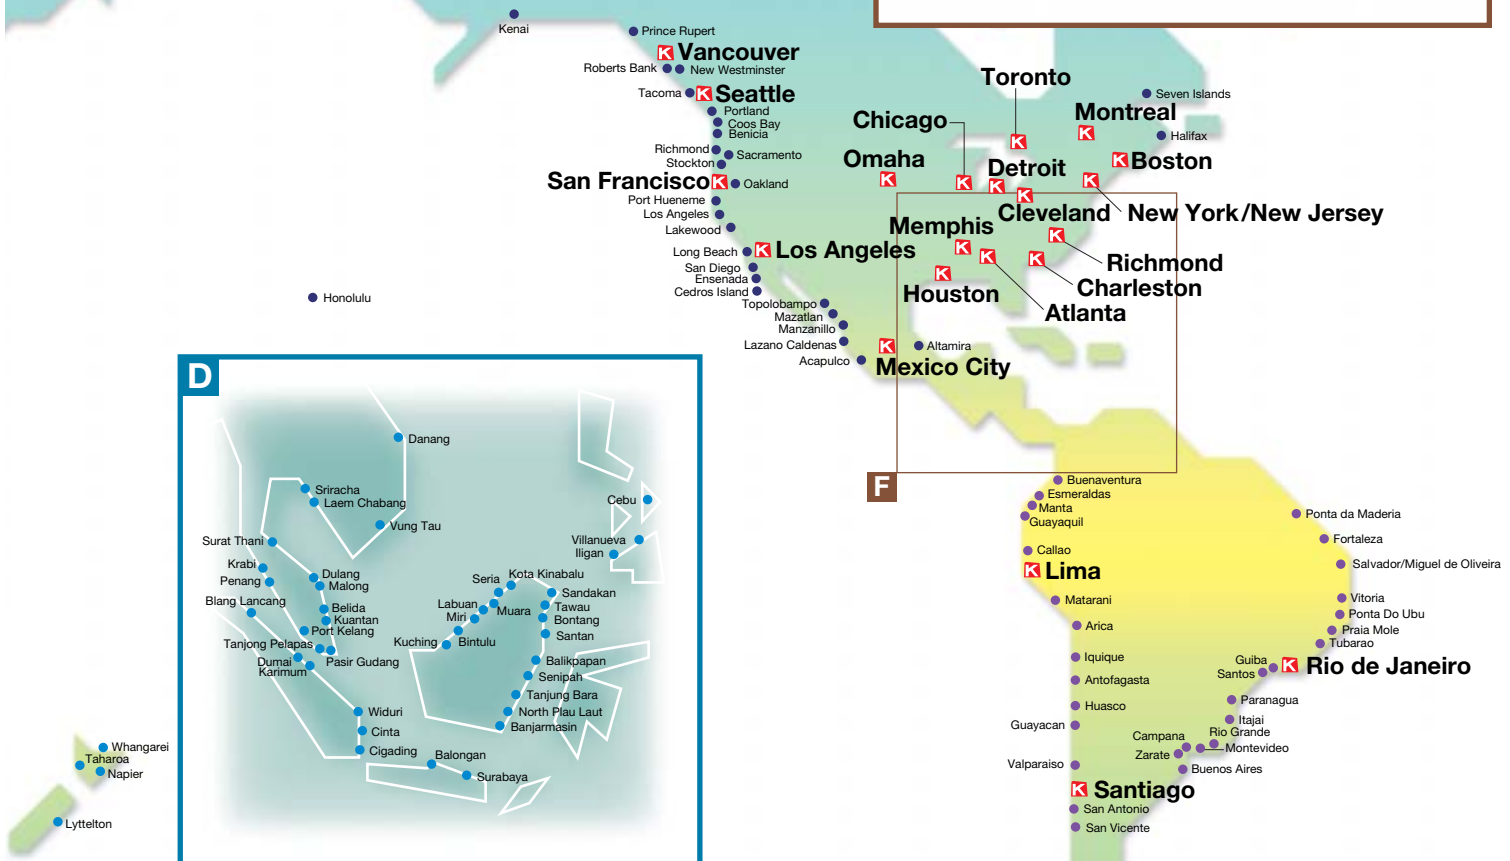 Kenai
Prince Rupert
K Vancouver
Roberts Bank
New Westminster
Tacoma
K Seattle
Portland
Coos Bay
Benicia
Richmond
Sacramento
Stockton
San Francisco K
Oakland
Port Hueneme
Los Angeles
Lakewood
Long Beach
K Los Angeles
San Diego
Ensenada
Cedros Island
Topolobampo
Mazatlan
Manzanillo
Lazano Caldenas
Acapulco
K
Mexico City
Altamira
Honolulu
Toronto
K
Chicago
K
Omaha
K
Detroit
K
Montreal
K
Seven Islands
Halifax
K Boston
K
Cleveland
K
New York/New Jersey
Memphis
K
K
Richmond
K
Charleston
K
Atlanta
K
Houston
F
D
Danang
Sriracha
Laem Chabang
Vung Tau
Surat Thani
Krabi
Penang
Blang Lancang
Dulang
Malong
Belida
Kuantan
Port Kelang
Tanjong Pelapas
Pasir Gudang
Dumai
Karimum
Widuri
Cinta
Cigading
Balongan
Surabaya
Cebu
Villanueva
Iligan
Kota Kinabalu
Seria
Labuan
Muara
Miri
Bintulu
Kuching
Sandakan
Tawau
Bontang
Santan
Balikpapan
Senipah
Tanjung Bara
North Plau Laut
Banjarmasin
Whangarei
Taharoa
Napier
Lyttelton
Buenaventura
Esmeraldas
Manta
Guayaquil
Callao
K Lima
Matarani
Arica
Iquique
Antofagasta
Huasco
Guayacan
Valparaiso
K Santiago
San Antonio
San Vicente
Ponta da Maderia
Fortaleza
Salvador/Miguel de Oliveira
Vitoria
Ponta Do Ubu
Praia Mole
Tubarao
Guiba
K Rio de Janeiro
Santos
Paranagua
Itajai
Rio Grande
Campana
Montevideo
Zarate
Buenos Aires